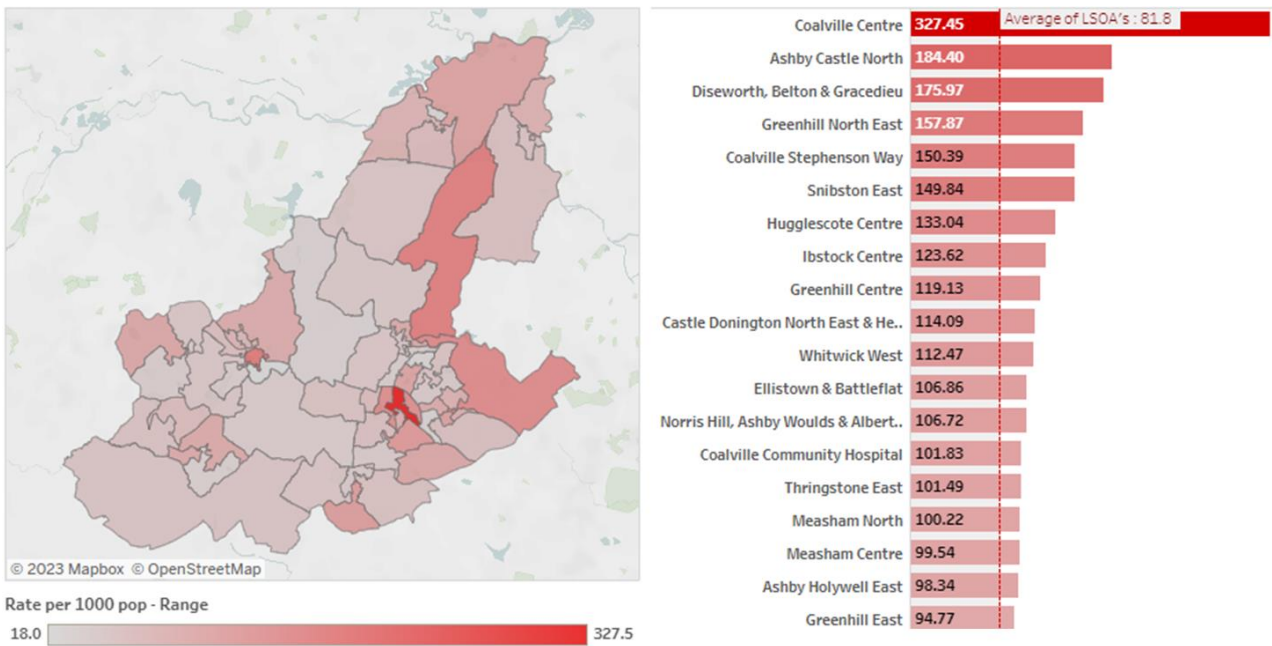 © 2023 Mapbox © OpenStreetMap
Rate per 1000 pop - Range
18.0 327.5
Average of LSOA's : 81.8
Coalville Centre 327.45
Ashby Castle North 184.40
Diseworth, Belton & Gracedieu 175.97
Greenhill North East 157.87
Coalville Stephenson Way 150.39
Snibston East 149.84
Hugglescote Centre 133.04
Ibstock Centre 123.62
Greenhill Centre 119.13
Castle Donington North East & He.. 114.09
Whitwick West 112.47
Ellistown & Battleflat 106.86
Norris Hill, Ashby Woulds & Albert.. 106.72
Coalville Community Hospital 101.83
Thringstone East 101.49
Measham North 100.22
Measham Centre 99.54
Ashby Holywell East 98.34
Greenhill East 94.77